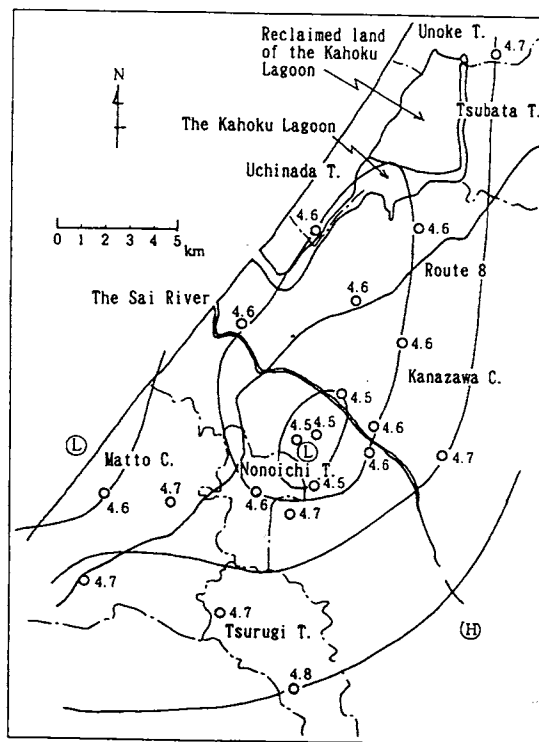 Reclaimed land
of the Kahoku
Lagoon
Unoke T.
4.7
N
Tsubata T.
The Kahoku Lagoon
Uchinada T.
4.6
0 1 2 3 4 5
km
4.6
Route 8
The Sai River
4.6
4.6
4.6
Kanazawa C.
4.5
4.5
4.5
4.6
L
L
4.6
4.7
Matto C.
Nonoichi T.
4.7
4.6
4.6
4.5
4.7
4.7
4.7
Tsurugi T.
H
4.8